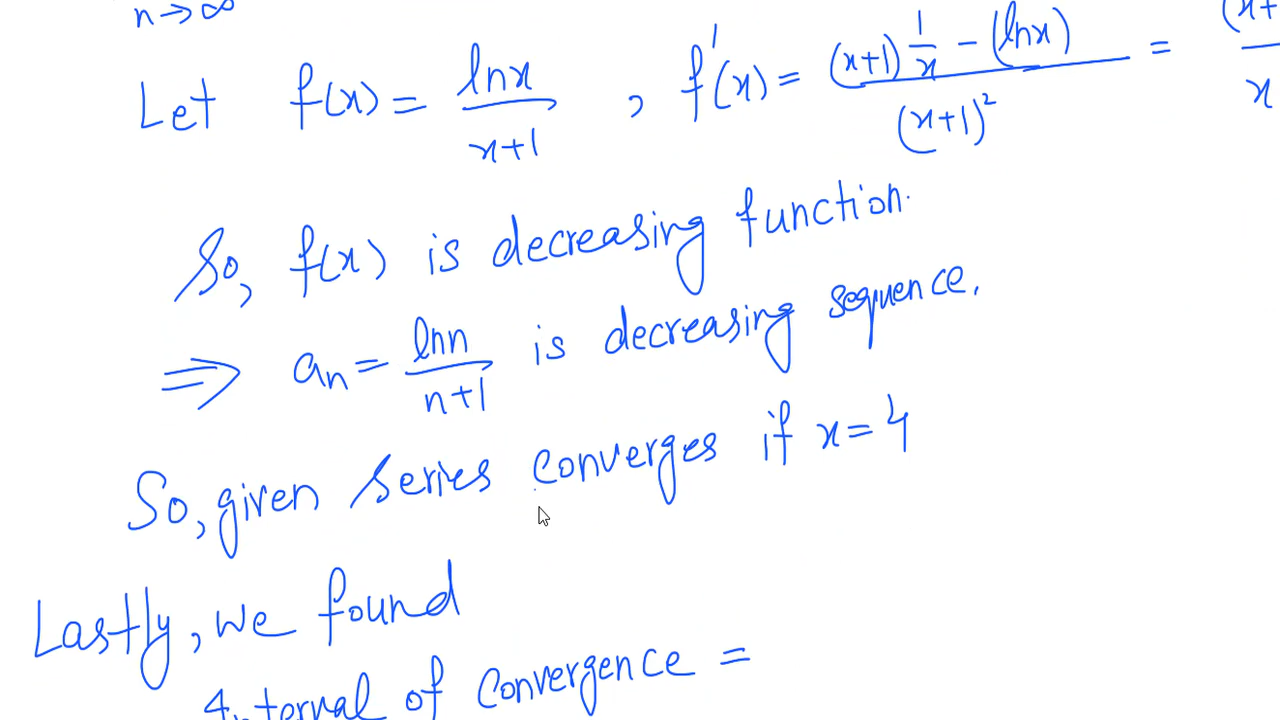 n→∞
Let f(x) = lnx/x+1 , f'(x) = (x+1) 1/x - (lnx)/(x+1)² = (x+/x
So, f(x) is decreasing function.
⇒ an = lnn/n+1 is decreasing sequence.
So, given series converges if x = 4
Lastly, we found
Interval of convergence =